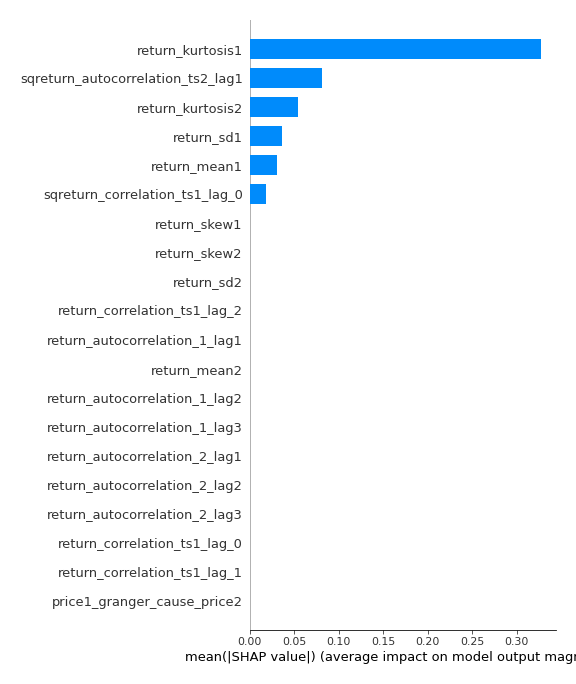 return_kurtosis1
sqreturn_autocorrelation_ts2_lag1
return_kurtosis2
return_sd1
return_mean1
sqreturn_correlation_ts1_lag_0
return_skew1
return_skew2
return_sd2
return_correlation_ts1_lag_2
return_autocorrelation_1_lag1
return_mean2
return_autocorrelation_1_lag2
return_autocorrelation_1_lag3
return_autocorrelation_2_lag1
return_autocorrelation_2_lag2
return_autocorrelation_2_lag3
return_correlation_ts1_lag_0
return_correlation_ts1_lag_1
price1_granger_cause_price2
0.00 0.05 0.10 0.15 0.20 0.25 0.30
mean(|SHAP value|) (average impact on model output magn